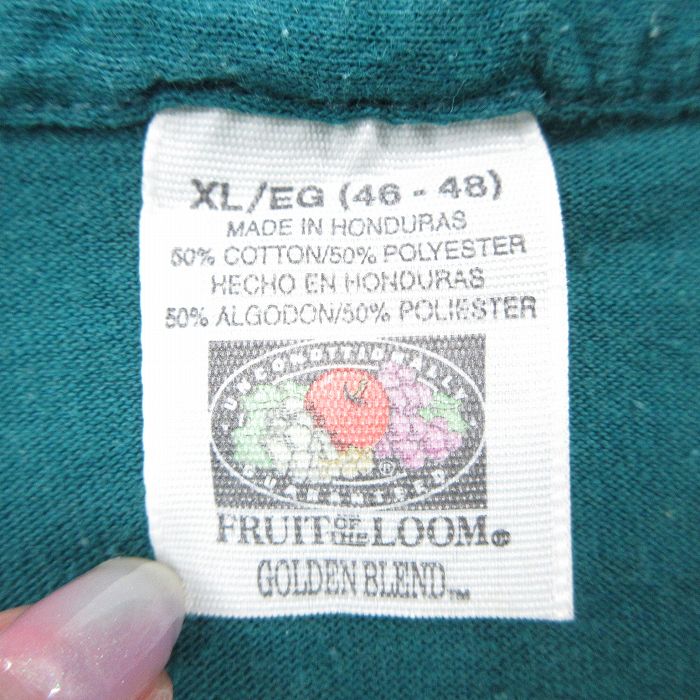 XL/EG (46 - 48)
MADE IN HONDURAS
50% COTTON/50% POLYESTER
HECHO EN HONDURAS
50% ALGODON/50% POLIESTER
UNCONDITIONALLY
GUARANTEED
®
FRUIT OF THE LOOM®
GOLDEN BLEND™